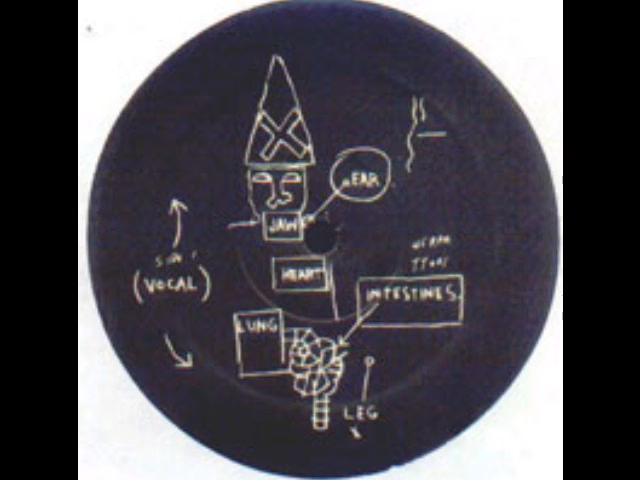 EAR
JAW
HEART
INTESTINES
LUNG
(VOCAL)
LEG